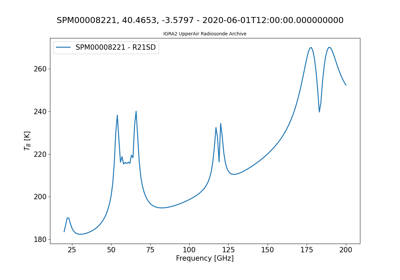 SPM00008221, 40.4653, -3.5797 - 2020-06-01T12:00:00.000000000
IGRA2 UpperAir Radiosonde Archive
SPM00008221 - R21SD
260
240
220
200
180
T_B [K]
25 50 75 100 125 150 175 200
Frequency [GHz]